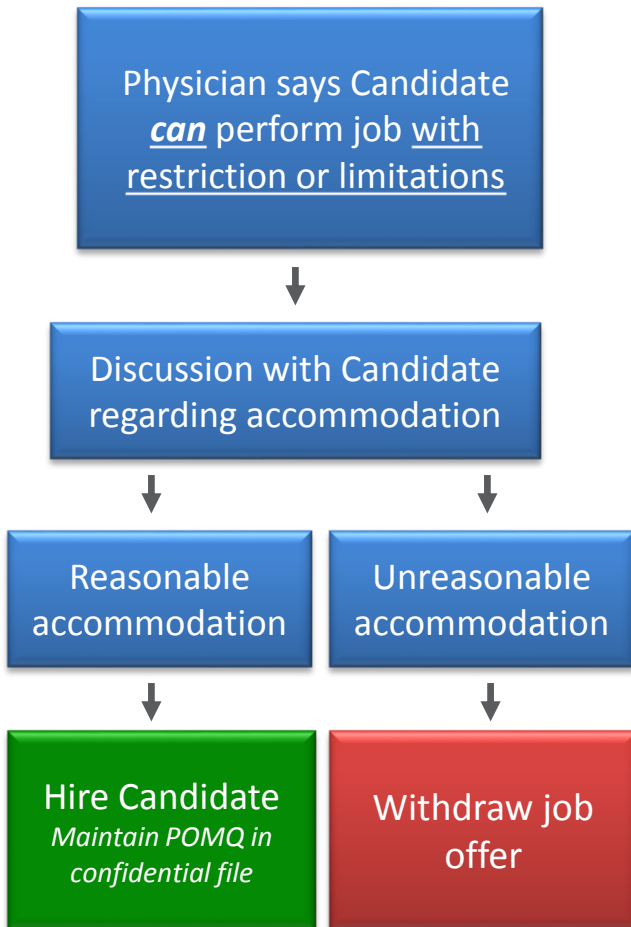 Physician says Candidate
can perform job with
restriction or limitations
Discussion with Candidate
regarding accommodation
Reasonable
accommodation
Unreasonable
accommodation
Hire Candidate
Maintain POMQ in
confidential file
Withdraw job
offer